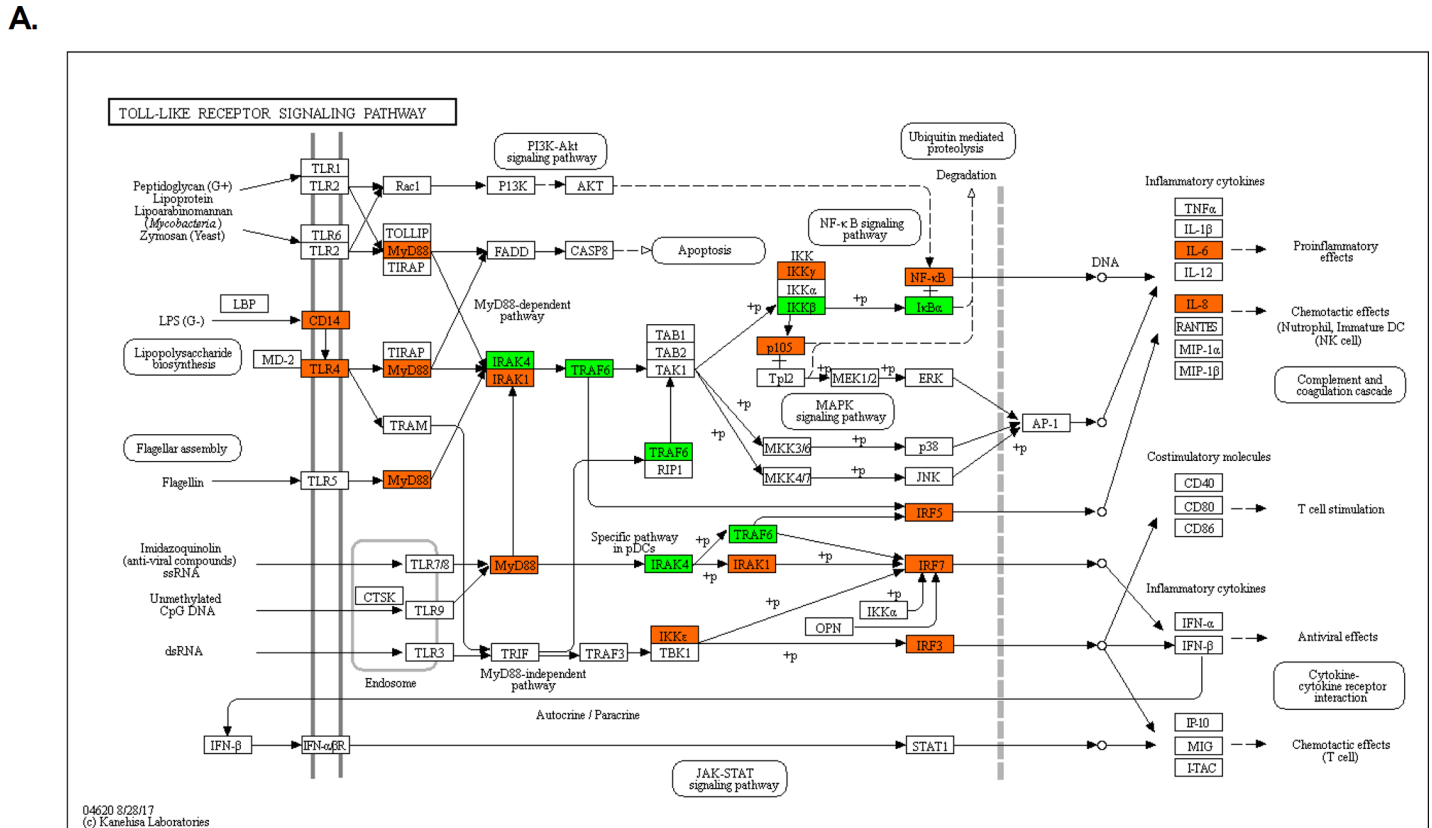 A.
TOLL-LIKE RECEPTOR SIGNALING PATHWAY
PI3K-Akt
signaling pathway
Ubiquitin mediated
proteolysis
Degradation
Peptidoglycan (G+)
Lipoprotein
Lipoarabinomannan
(Mycobacteria)
Zymosan (Yeast)
TLR1
TLR2
Rac1
P13K
AKT
TLR6
TLR2
TOLLIP
MyD88
TIRAP
FADD
CASP8
Apoptosis
NF-κ B signaling
pathway
IKK
IKKγ
IKKα
IKKβ
+p
+p
NF-κB
IκBα
DNA
Inflammatory cytokines
TNFα
IL-1β
IL-6
IL-12
Proinflammatory
effects
IL-8
RANTES
MIP-1α
MIP-1β
Chemotactic effects
(Nutrophil, Immature DC
(NK cell)
Complement and
coagulation cascade
LBP
LPS (G-)
CD14
MyD88-dependent
pathway
Lipopolysaccharide
biosynthesis
MD-2
TLR4
TIRAP
MyD88
IRAK4
IRAK1
TRAF6
TAB1
TAB2
TAK1
p105
Tpl2
+p
MEK1/2
+p
ERK
MAPK
signaling pathway
TRAM
+p
+p
MKK3/6
+p
p38
MKK4/7
+p
JNK
AP-1
+p
Flagellar assembly
Flagellin
TLR5
MyD88
TRAF6
RIP1
IRF5
Costimulatory molecules
CD40
CD80
CD86
T cell stimulation
Imidazoquinolin
(anti-viral compounds)
ssRNA
TLR7/8
MyD88
Specific pathway
in pDCs
IRAK4
+p
+p
TRAF6
IRAK1
+p
IRF7
Unmethylated
CpG DNA
CTSK
TLR9
+p
+p
IKKα
OPN
Inflammatory cytokines
IFN-α
IFN-β
Antiviral effects
dsRNA
TLR3
Endosome
TRIF
MyD88-independent
pathway
TRAF3
IKKε
TBK1
+p
IRF3
Cytokine-
cytokine receptor
interaction
Autocrine / Paracrine
IFN-β
IFN-αβR
STAT1
JAK-STAT
signaling pathway
IP-10
MIG
I-TAC
Chemotactic effects
(T cell)
04620 8/28/17
(c) Kanehisa Laboratories